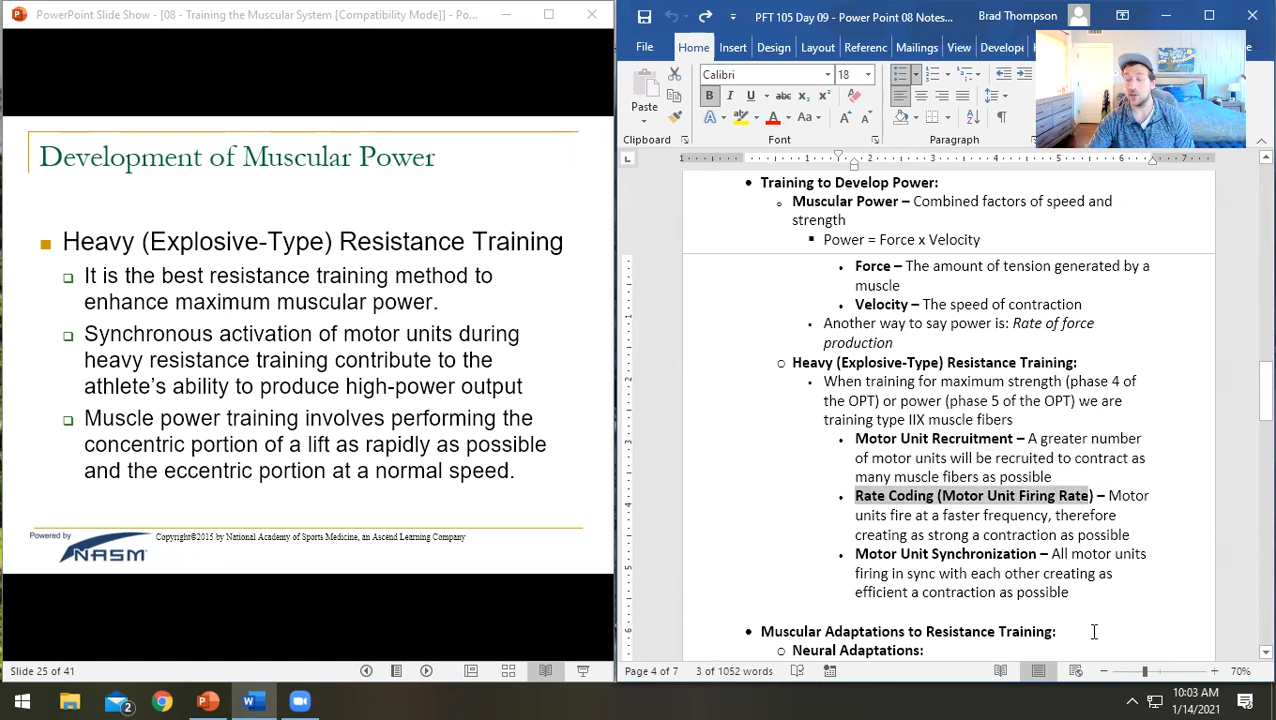 [08 - Training the Muscular System [Compatibility Mode]] - Po...
PowerPoint Slide Show -
Development of Muscular Power
Heavy (Explosive-Type) Resistance Training
It is the best resistance training method to
enhance maximum muscular power.
Synchronous activation of motor units during
heavy resistance training contribute to the
athlete's ability to produce high-power output
Muscle power training involves performing the
concentric portion of a lift as rapidly as possible
and the eccentric portion at a normal speed.
Powered by
NASM
Copyright©2015 by National Academy of Sports Medicine, an Ascend Learning Company
Slide 25 of 41
PFT 105 Day 09 - Power Point 08 Notes...
Brad Thompson
File Home Insert Design Layout Referenc Mailings View Develop
Paste
Calibri 18
B I U abc X₂ X²
Clipboard Font
1 1 2 3 4 5 6 7
• Training to Develop Power:
Muscular Power – Combined factors of speed and
strength
Power = Force x Velocity
Force – The amount of tension generated by a
muscle
Velocity – The speed of contraction
Another way to say power is: Rate of force
production
Heavy (Explosive-Type) Resistance Training:
When training for maximum strength (phase 4 of
the OPT) or power (phase 5 of the OPT) we are
training type IIX muscle fibers
Motor Unit Recruitment – A greater number
of motor units will be recruited to contract as
many muscle fibers as possible
Rate Coding (Motor Unit Firing Rate) – Motor
units fire at a faster frequency, therefore
creating as strong a contraction as possible
Motor Unit Synchronization – All motor units
firing in sync with each other creating as
efficient a contraction as possible
• Muscular Adaptations to Resistance Training:
Neural Adaptations:
Page 4 of 7 3 of 1052 words 70%
2
10:03 AM
1/14/2021